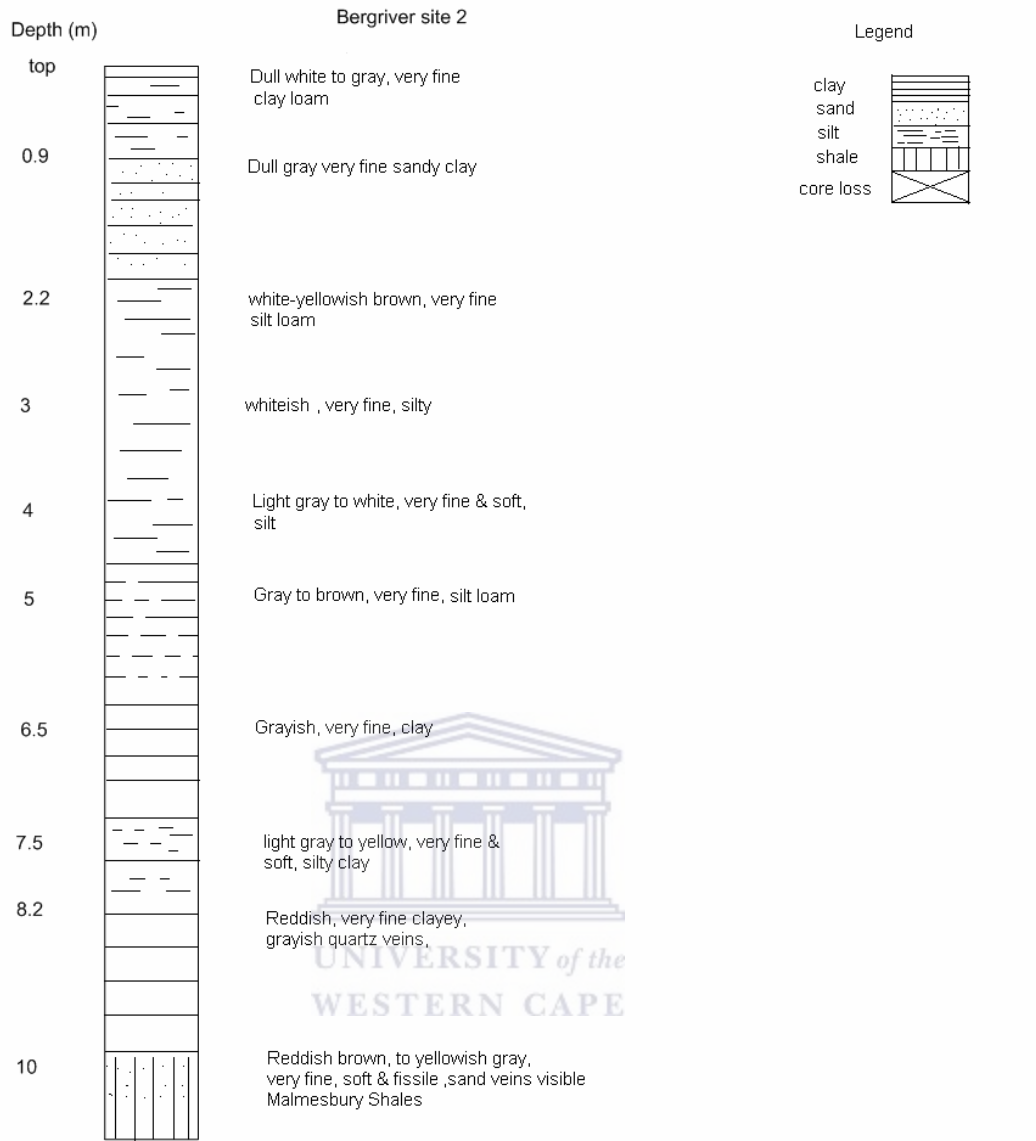 Bergriver site 2
Depth (m)
Legend
top
Dull white to gray, very fine
clay loam
clay
sand
silt
shale
core loss
0.9
Dull gray very fine sandy clay
2.2
white-yellowish brown, very fine
silt loam
3
whiteish , very fine, silty
4
Light gray to white, very fine & soft,
silt
5
Gray to brown, very fine, silt loam
6.5
Grayish, very fine, clay
7.5
light gray to yellow, very fine &
soft, silty clay
8.2
Reddish, very fine clayey,
grayish quartz veins,
UNIVERSITY of the
WESTERN CAPE
10
Reddish brown, to yellowish gray,
very fine, soft & fissile ,sand veins visible
Malmesbury Shales